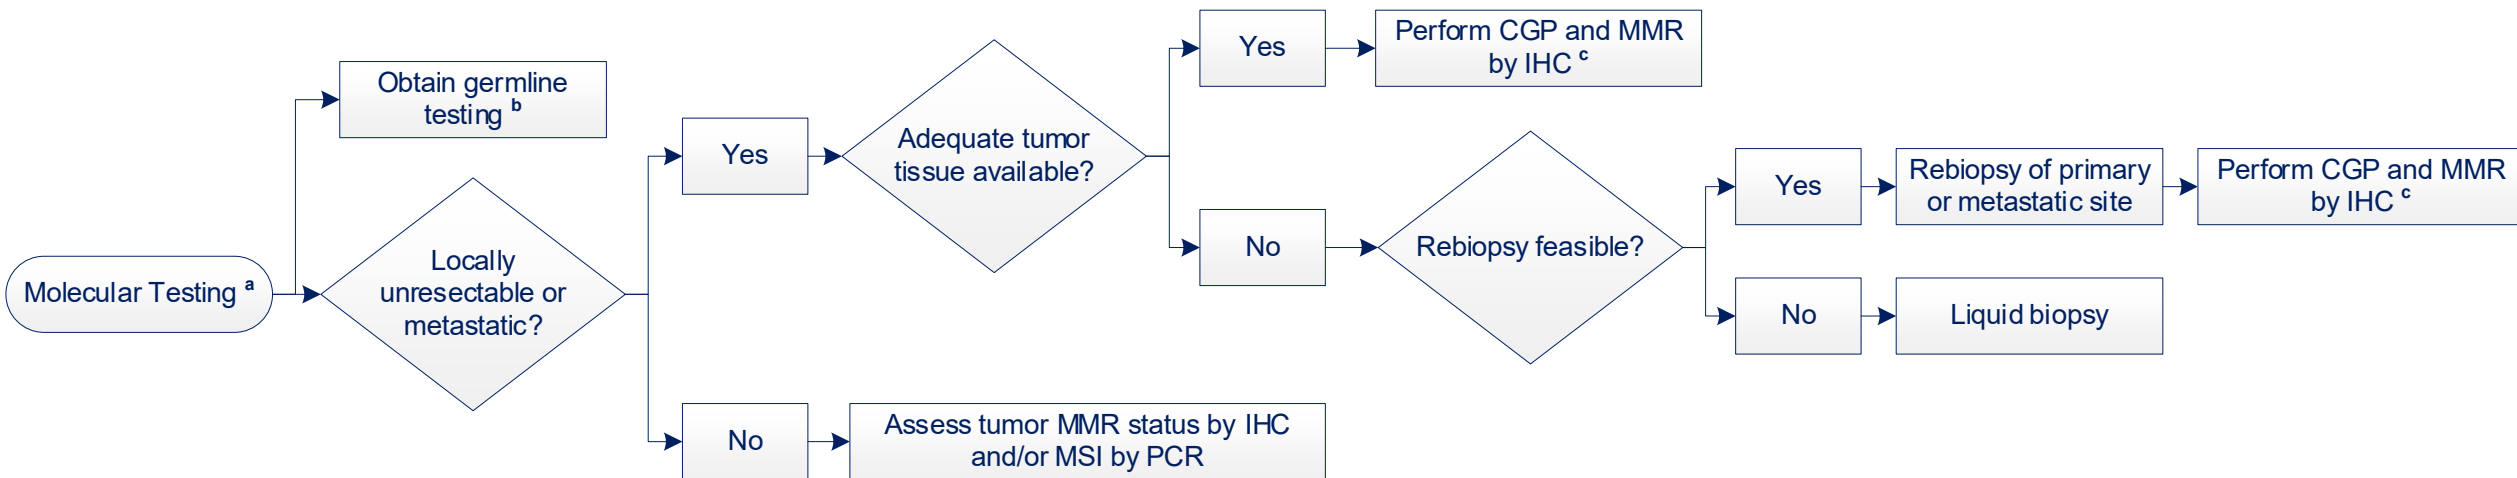 Molecular Testing a
Obtain germline
testing b
Locally
unresectable or
metastatic?
Yes
Adequate tumor
tissue available?
Yes
Perform CGP and MMR
by IHC c
No
Rebiopsy feasible?
Yes
Rebiopsy of primary
or metastatic site
Perform CGP and MMR
by IHC c
No
Liquid biopsy
No
Assess tumor MMR status by IHC
and/or MSI by PCR